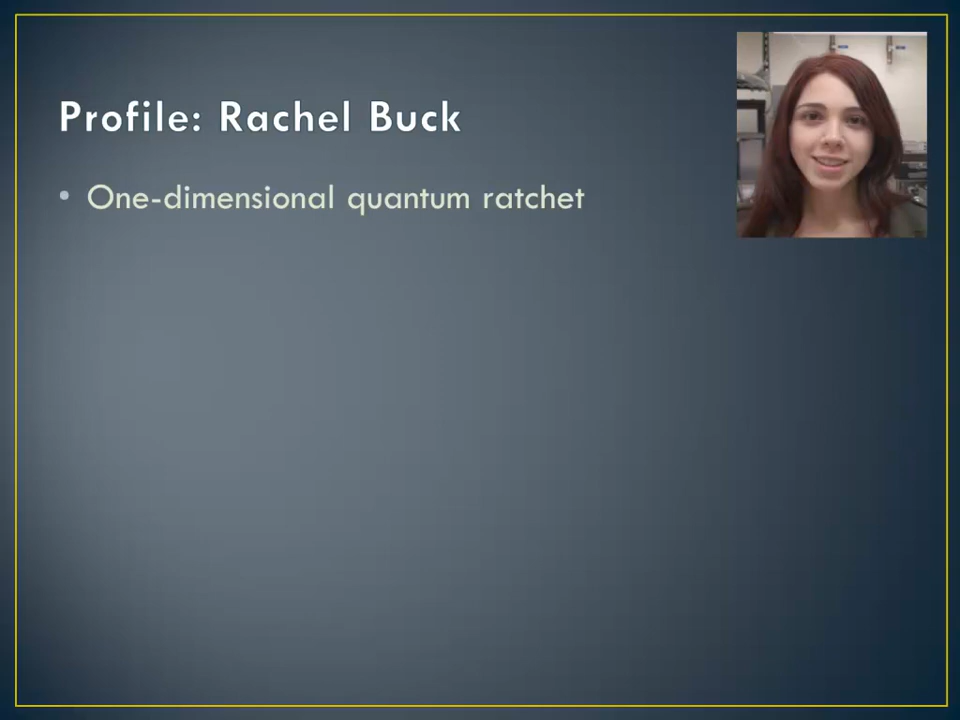 Profile: Rachel Buck
• One-dimensional quantum ratchet